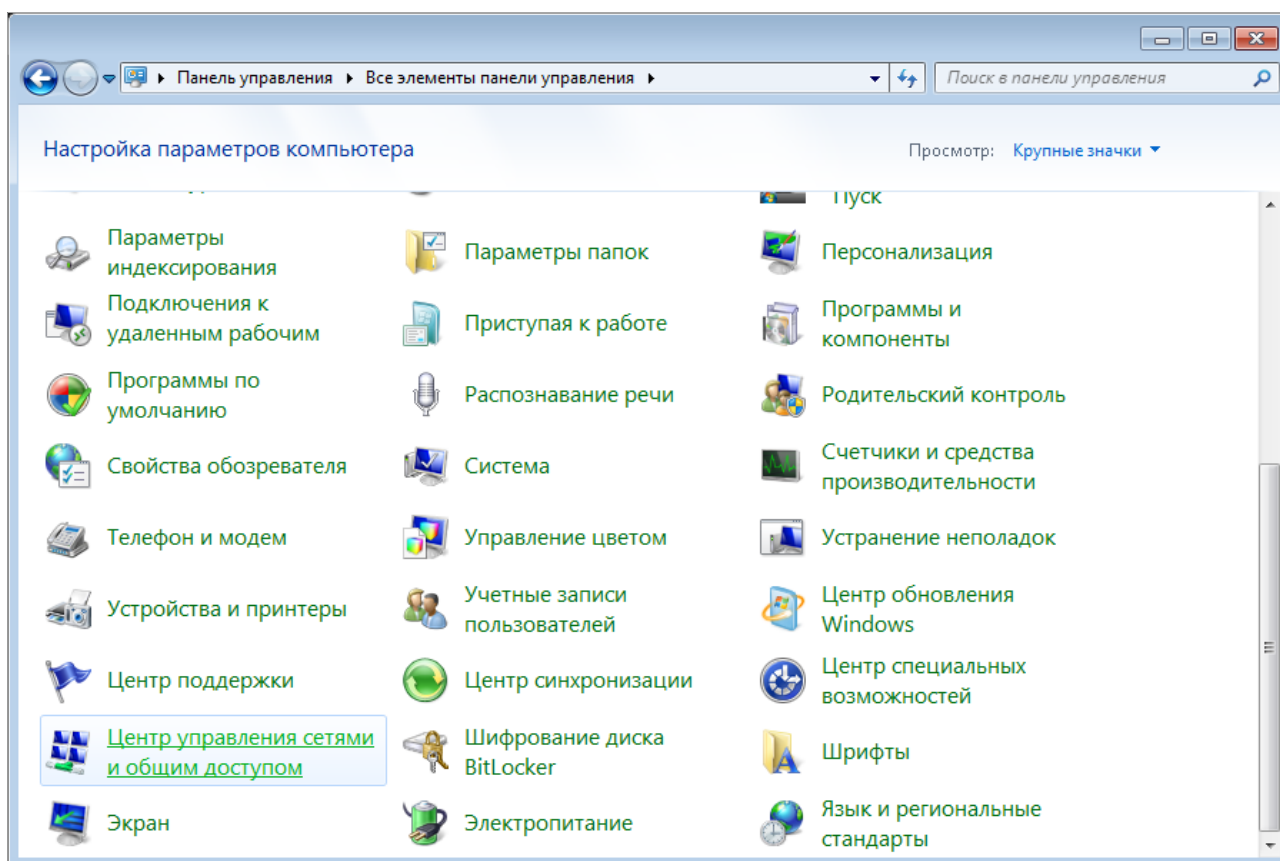 Панель управления
Все элементы панели управления
Поиск в панели управления
Настройка параметров компьютера
Просмотр: Крупные значки
Пуск
Параметры
индексирования
Параметры папок
Персонализация
Подключения к
удаленным рабочим
Приступая к работе
Программы и
компоненты
Программы по
умолчанию
Распознавание речи
Родительский контроль
Свойства обозревателя
Система
Счетчики и средства
производительности
Телефон и модем
Управление цветом
Устранение неполадок
Устройства и принтеры
Учетные записи
пользователей
Центр обновления
Windows
Центр поддержки
Центр синхронизации
Центр специальных
возможностей
Центр управления сетями
и общим доступом
Шифрование диска
BitLocker
Шрифты
Экран
Электропитание
Язык и региональные
стандарты